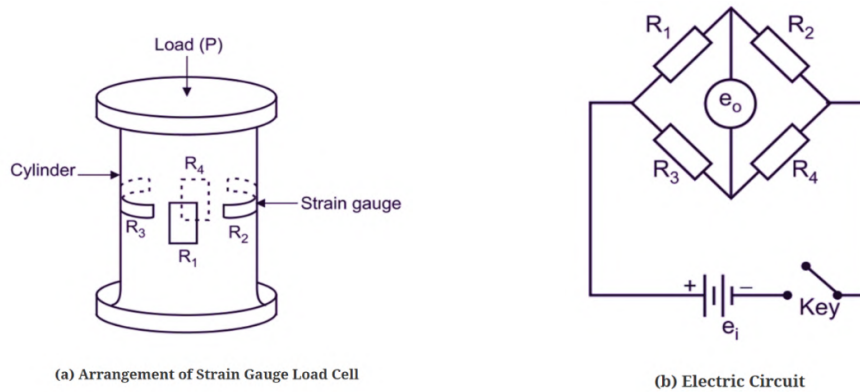 Load (P)
Cylinder
R4
Strain gauge
R3
R2
R1
(a) Arrangement of Strain Gauge Load Cell
R1
R2
eo
R3
R4
+
−
Key
ei
(b) Electric Circuit